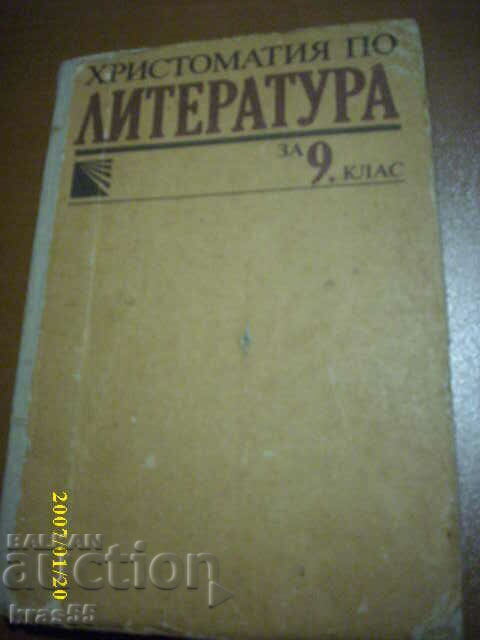 ХРИСТОМАТИЯ ПО
ЛИТЕРАТУРА
ЗА 9. КЛАС
2007/01/20
BALKAN
auction
kras55